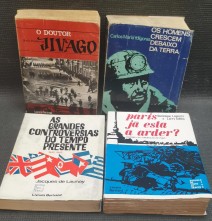 O DOUTOR
JIVAGO
OS HOMENS
CRESCEM
DEBAIXO
DA TERRA
AS GRANDES
CONTROVÉRSIAS
DO TEMPO
PRESENTE
Jacques de Launay
paris
já está
a arder?